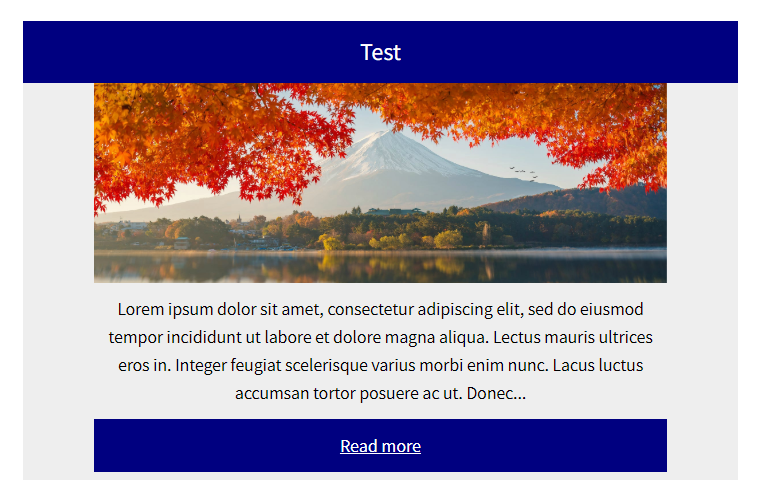 Test
Lorem ipsum dolor sit amet, consectetur adipiscing elit, sed do eiusmod
tempor incididunt ut labore et dolore magna aliqua. Lectus mauris ultrices
eros in. Integer feugiat scelerisque varius morbi enim nunc. Lacus luctus
accumsan tortor posuere ac ut. Donec...
Read more